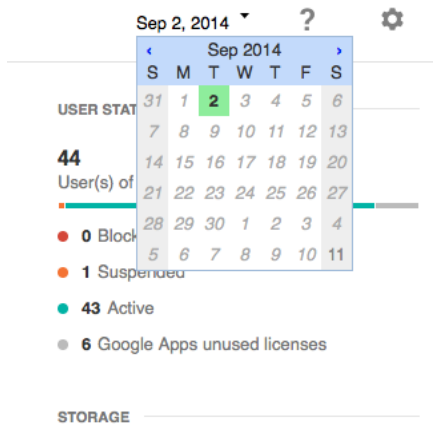 Sep 2, 2014 ?
‹ Sep 2014 ›
S M T W T F S
31 1 2 3 4 5 6
7 8 9 10 11 12 13
14 15 16 17 18 19 20
21 22 23 24 25 26 27
28 29 30 1 2 3 4
5 6 7 8 9 10 11
USER STAT
44
User(s) of
0 Block
1 Suspended
43 Active
6 Google Apps unused licenses
STORAGE